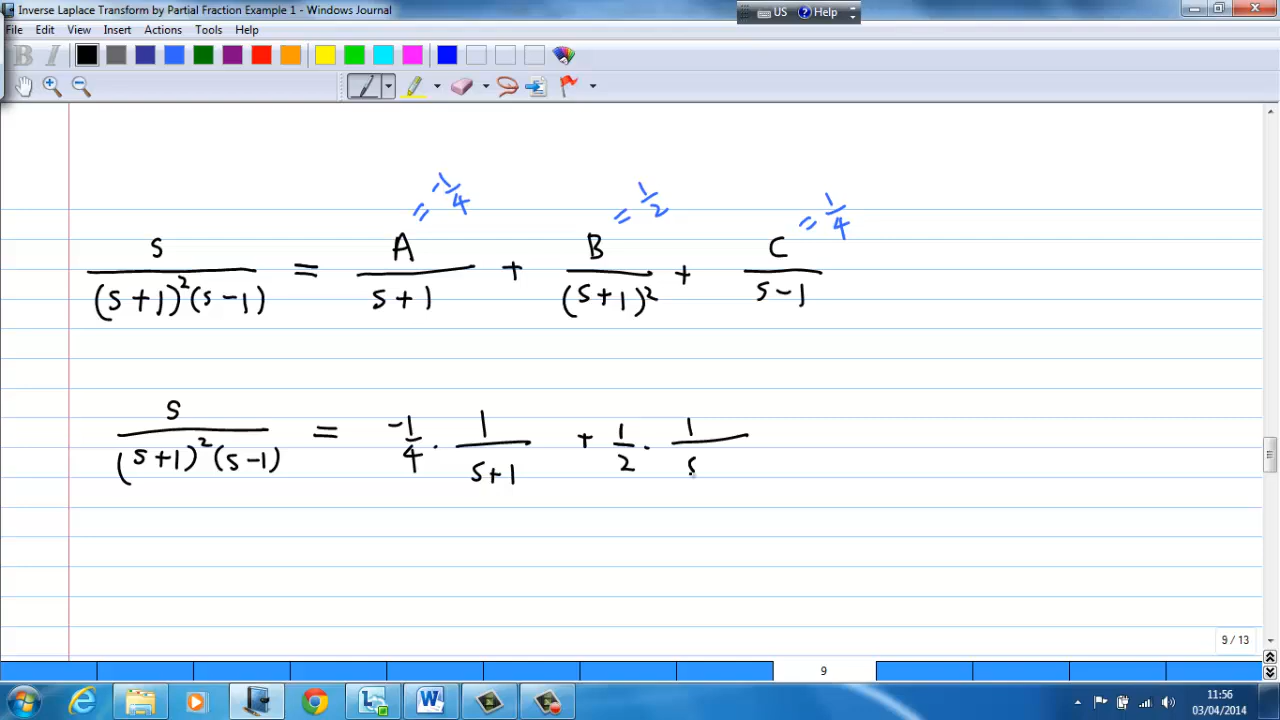 Inverse Laplace Transform by Partial Fraction Example 1 - Windows Journal
US Help
File Edit View Insert Actions Tools Help
B I
= -1/4 = 1/2 = 1/4
s/((s+1)²(s-1)) = A/(s+1) + B/(s+1)² + C/(s-1)
s/((s+1)²(s-1)) = -1/4 · 1/(s+1) + 1/2 · 1/s
9 / 13
9
W
11:56
03/04/2014